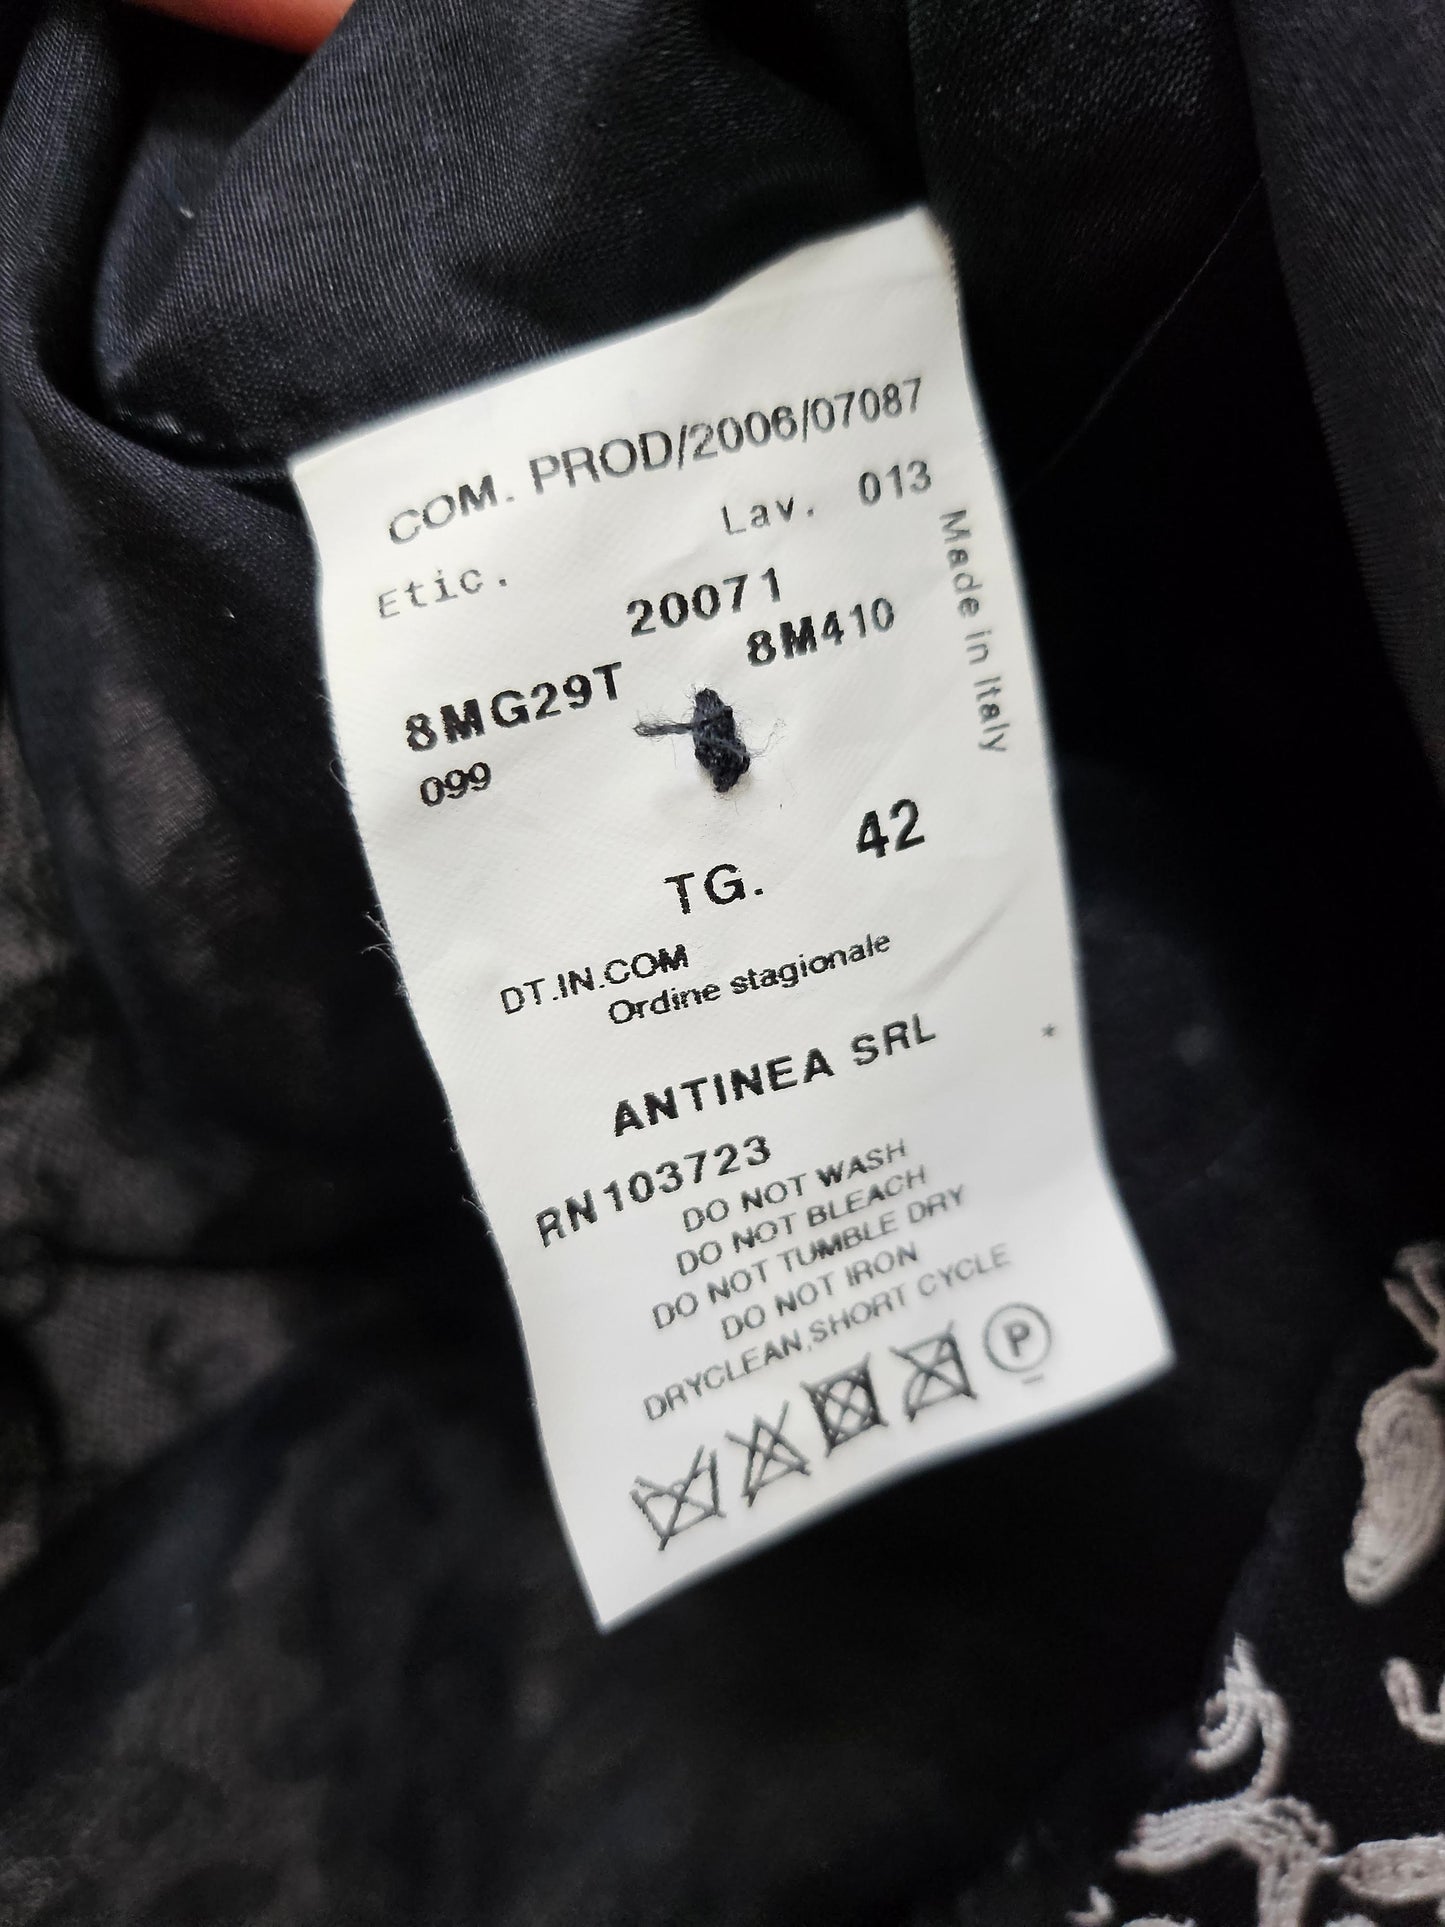 COM. PROD/2006/07087
Lav. 013
Etic.
20071
8MG29T 8M410
099
Made in Italy
TG. 42
DT.IN.COM
Ordine stagionale
ANTINEA SRL
*
RN103723
DO NOT WASH
DO NOT BLEACH
DO NOT TUMBLE DRY
DO NOT IRON
DRYCLEAN,SHORT CYCLE
P